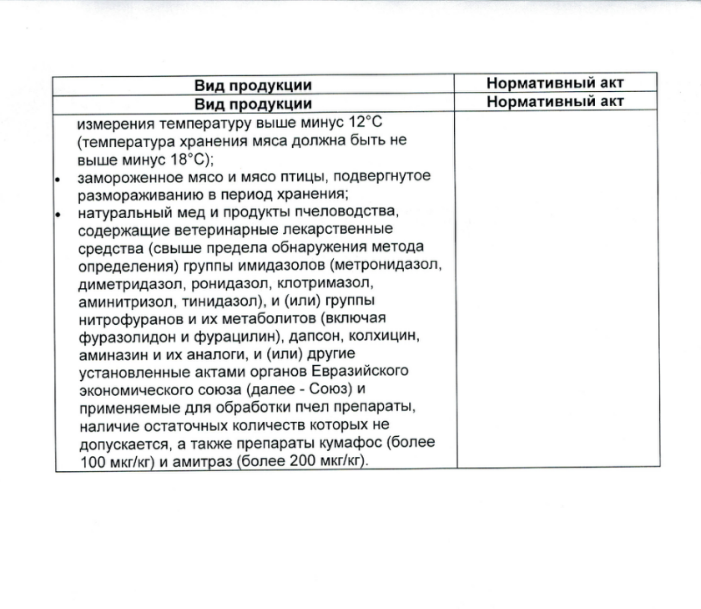 Вид продукции Нормативный акт
Вид продукции Нормативный акт
измерения температуру выше минус 12°С
(температура хранения мяса должна быть не
выше минус 18°С);
• замороженное мясо и мясо птицы, подвергнутое
размораживанию в период хранения;
• натуральный мед и продукты пчеловодства,
содержащие ветеринарные лекарственные
средства (свыше предела обнаружения метода
определения) группы имидазолов (метронидазол,
диметридазол, ронидазол, клотримазол,
аминитризол, тинидазол), и (или) группы
нитрофуранов и их метаболитов (включая
фуразолидон и фурацилин), дапсон, колхицин,
аминазин и их аналоги, и (или) другие
установленные актами органов Евразийского
экономического союза (далее - Союз) и
применяемые для обработки пчел препараты,
наличие остаточных количеств которых не
допускается, а также препараты кумафос (более
100 мкг/кг) и амитраз (более 200 мкг/кг).